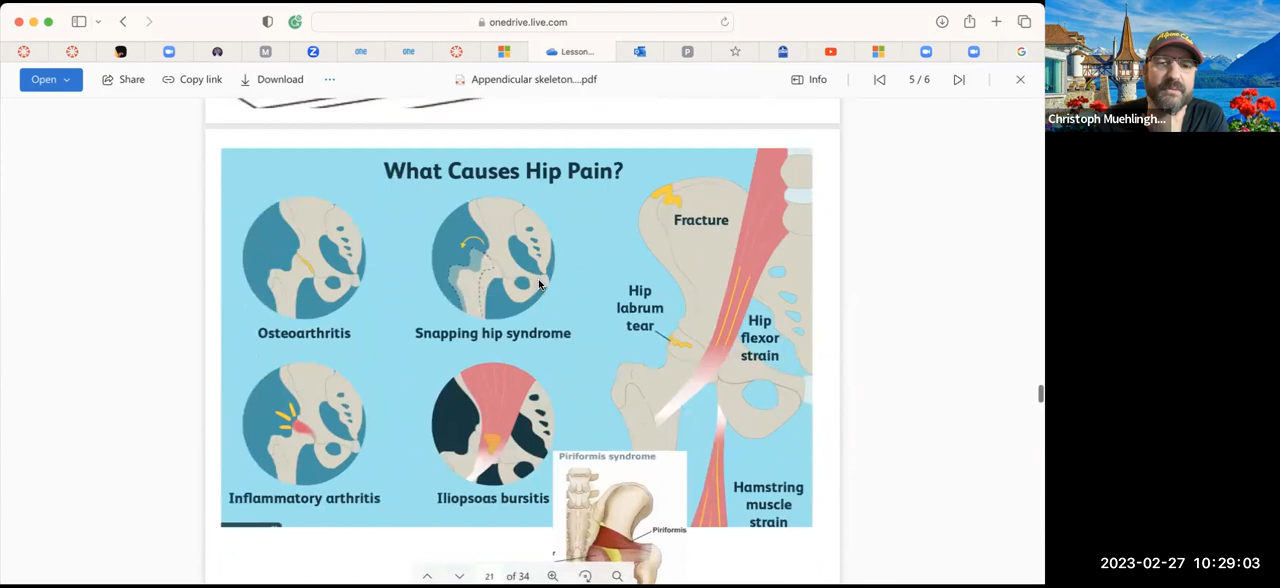 onedrive.live.com
M
Z
one
one
Lesson...
P
G
Open
Share
Copy link
Download
...
Appendicular skeleton....pdf
Info
5 / 6
Christoph Muehlingh...
What Causes Hip Pain?
Osteoarthritis
Snapping hip syndrome
Inflammatory arthritis
Iliopsoas bursitis
Fracture
Hip
labrum
tear
Hip
flexor
strain
Hamstring
muscle
strain
Piriformis syndrome
Piriformis
21 of 34
2023-02-27 10:29:03